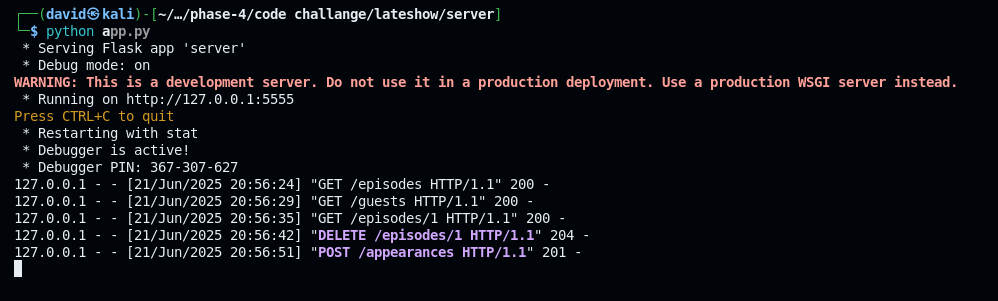 ┌──(david㉿kali)-[~/…/phase-4/code challange/lateshow/server]
└─$ python app.py
 * Serving Flask app 'server'
 * Debug mode: on
WARNING: This is a development server. Do not use it in a production deployment. Use a production WSGI server instead.
 * Running on http://127.0.0.1:5555
Press CTRL+C to quit
 * Restarting with stat
 * Debugger is active!
 * Debugger PIN: 367-307-627
127.0.0.1 - - [21/Jun/2025 20:56:24] "GET /episodes HTTP/1.1" 200 -
127.0.0.1 - - [21/Jun/2025 20:56:29] "GET /guests HTTP/1.1" 200 -
127.0.0.1 - - [21/Jun/2025 20:56:35] "GET /episodes/1 HTTP/1.1" 200 -
127.0.0.1 - - [21/Jun/2025 20:56:42] "DELETE /episodes/1 HTTP/1.1" 204 -
127.0.0.1 - - [21/Jun/2025 20:56:51] "POST /appearances HTTP/1.1" 201 -